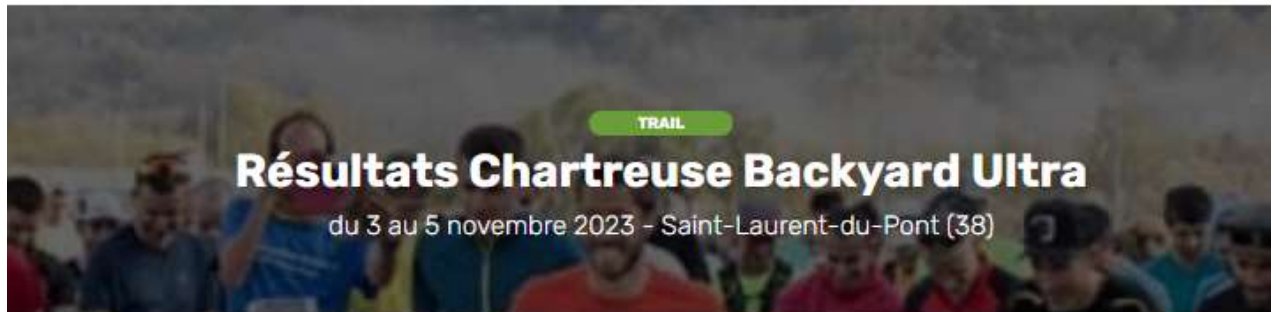 TRAIL
Résultats Chartreuse Backyard Ultra
du 3 au 5 novembre 2023 - Saint-Laurent-du-Pont (38)